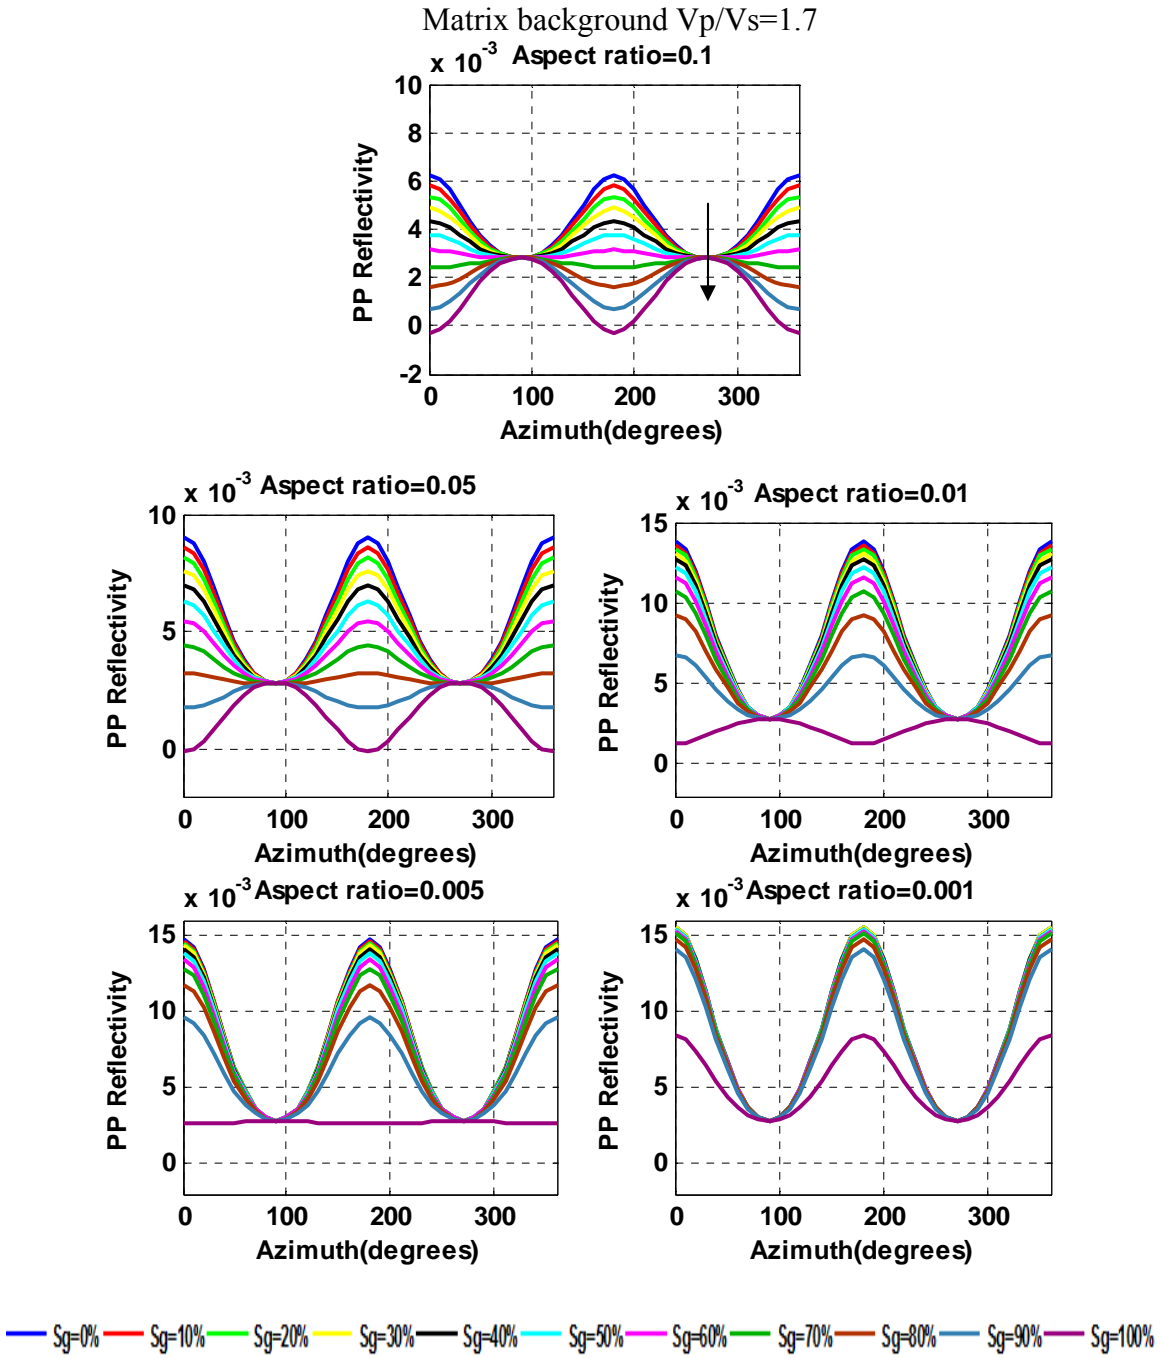 Matrix background Vp/Vs=1.7
x 10-3 Aspect ratio=0.1
10
8
6
4
2
0
-2
PP Reflectivity
0 100 200 300
Azimuth(degrees)
x 10-3 Aspect ratio=0.05
10
5
0
PP Reflectivity
0 100 200 300
Azimuth(degrees)
x 10-3 Aspect ratio=0.01
15
10
5
0
PP Reflectivity
0 100 200 300
Azimuth(degrees)
x 10-3 Aspect ratio=0.005
15
10
5
0
PP Reflectivity
0 100 200 300
Azimuth(degrees)
x 10-3 Aspect ratio=0.001
15
10
5
0
PP Reflectivity
0 100 200 300
Azimuth(degrees)
Sg=0% Sg=10% Sg=20% Sg=30% Sg=40% Sg=50% Sg=60% Sg=70% Sg=80% Sg=90% Sg=100%